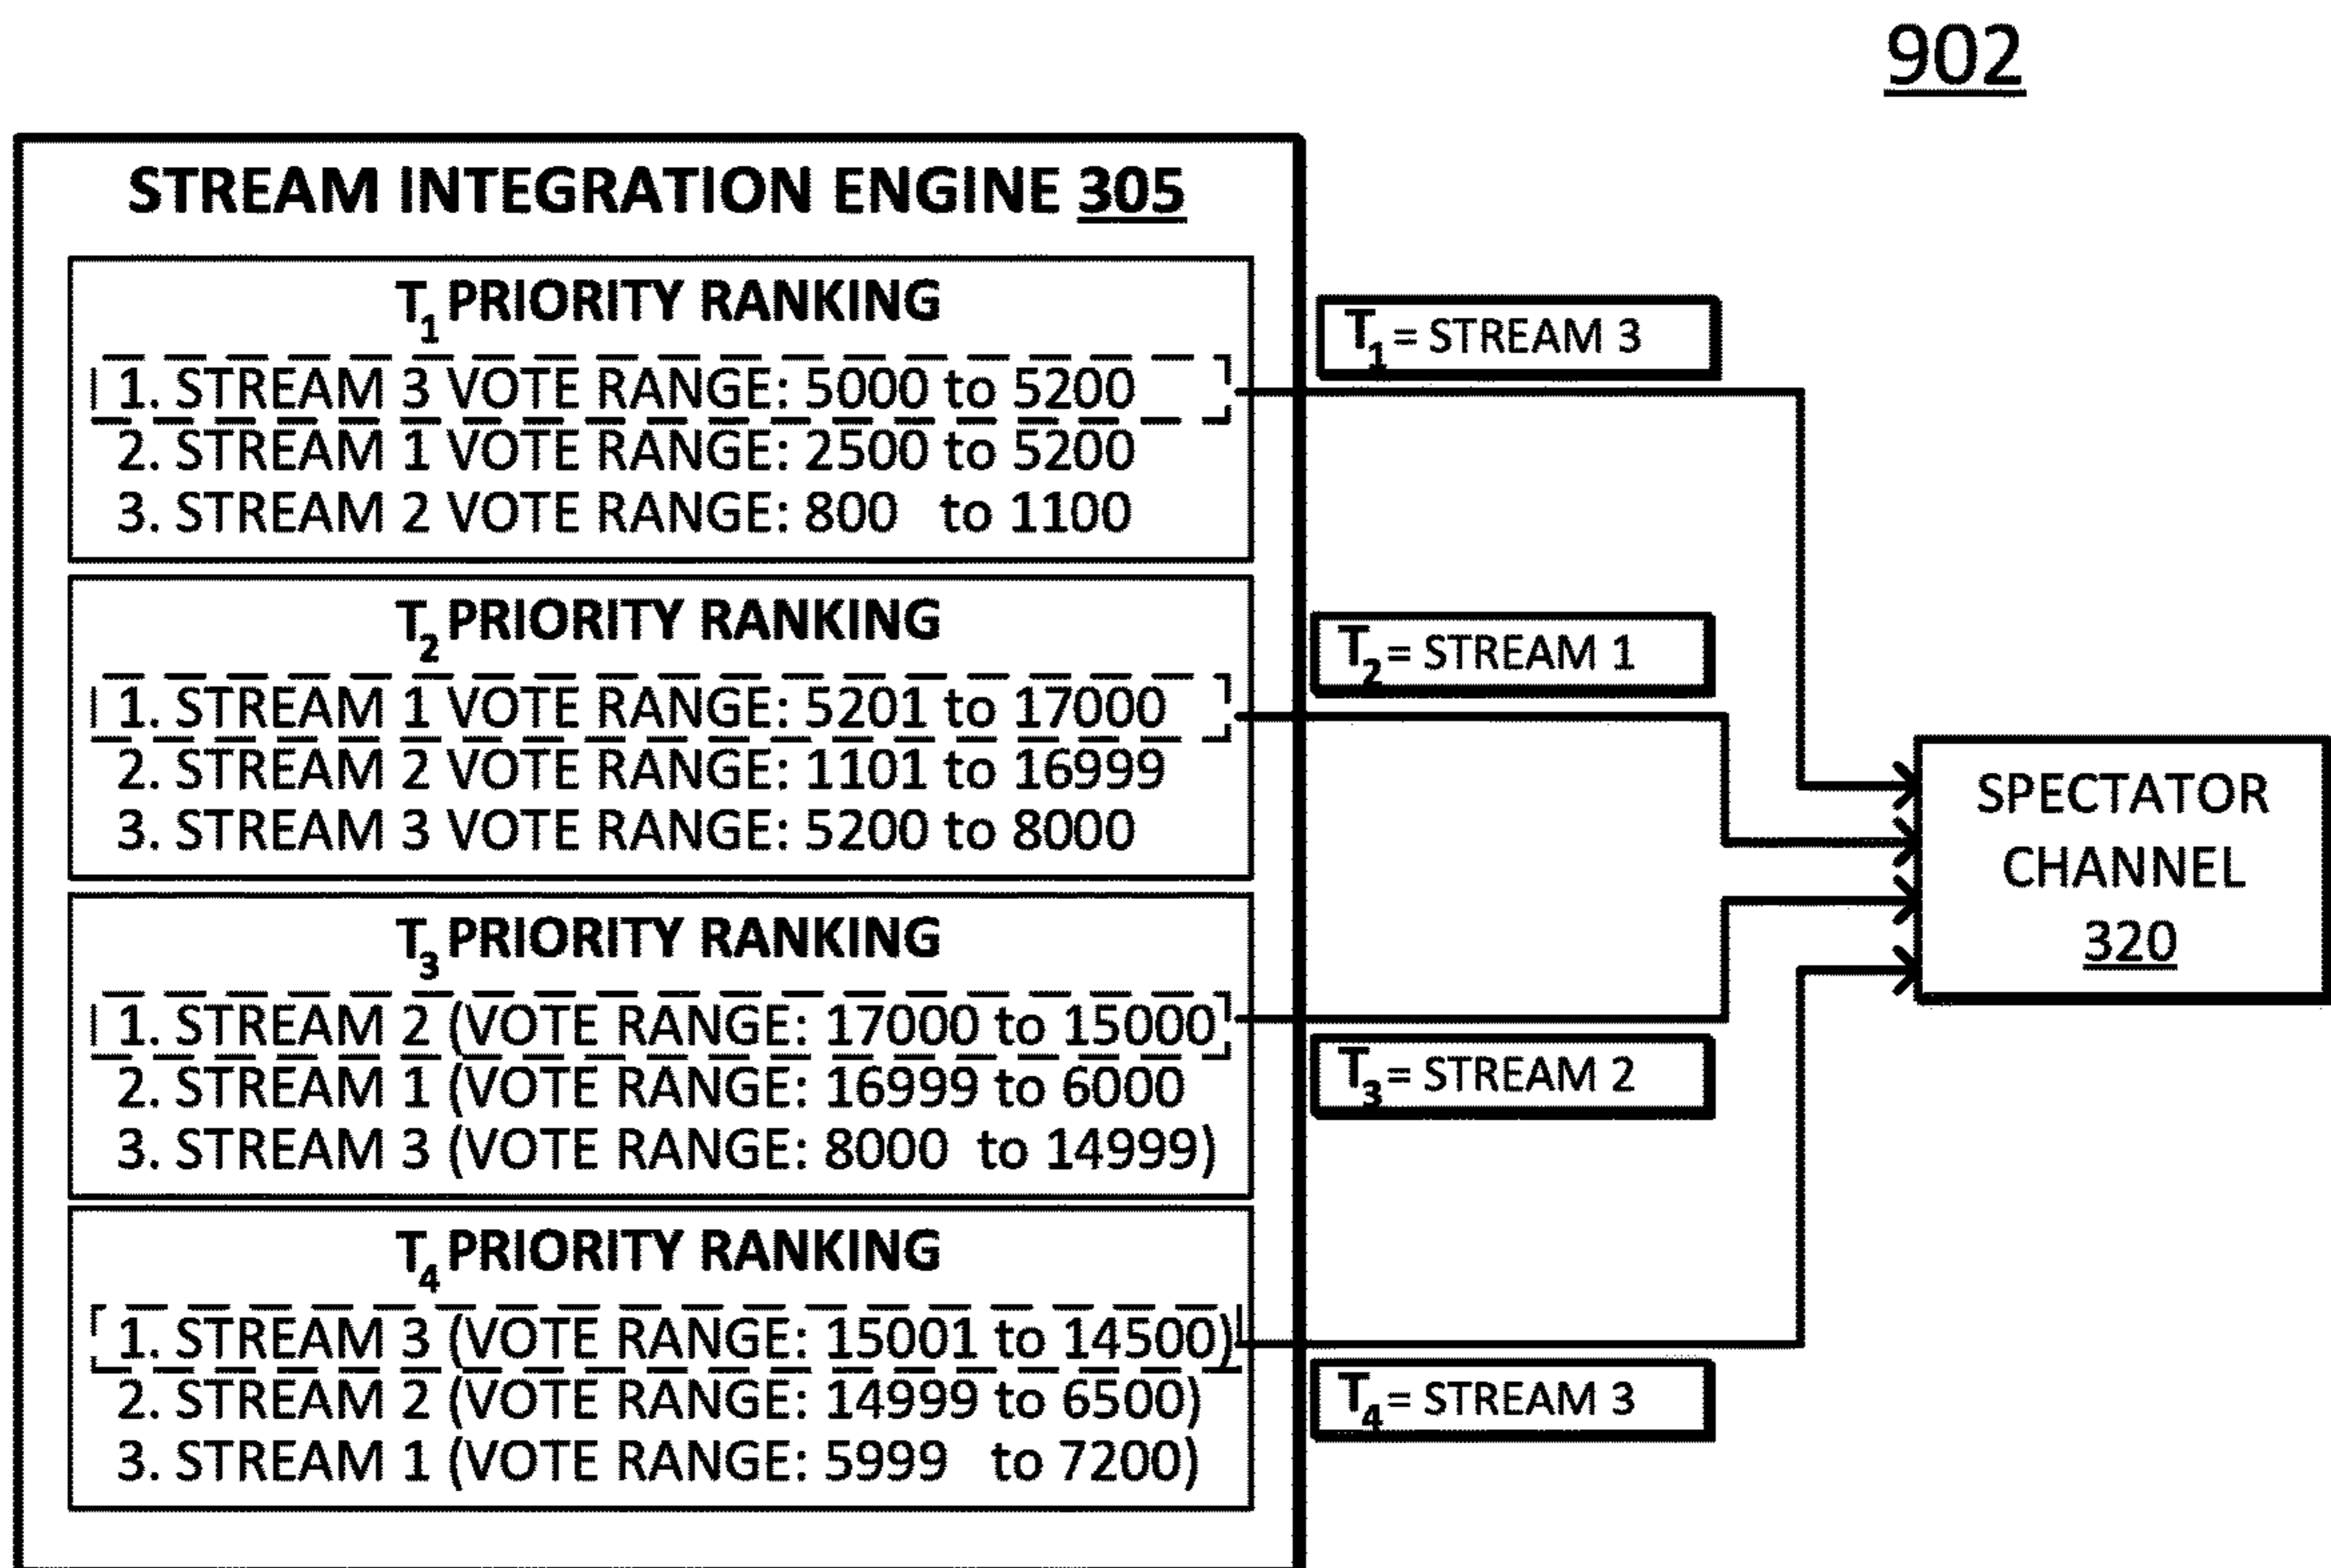 902
STREAM INTEGRATION ENGINE 305
T1 PRIORITY RANKING
1. STREAM 3 VOTE RANGE: 5000 to 5200
2. STREAM 1 VOTE RANGE: 2500 to 5200
3. STREAM 2 VOTE RANGE: 800 to 1100
T1 = STREAM 3
T2 PRIORITY RANKING
1. STREAM 1 VOTE RANGE: 5201 to 17000
2. STREAM 2 VOTE RANGE: 1101 to 16999
3. STREAM 3 VOTE RANGE: 5200 to 8000
T2 = STREAM 1
T3 PRIORITY RANKING
1. STREAM 2 (VOTE RANGE: 17000 to 15000
2. STREAM 1 (VOTE RANGE: 16999 to 6000
3. STREAM 3 (VOTE RANGE: 8000 to 14999)
T3 = STREAM 2
T4 PRIORITY RANKING
1. STREAM 3 (VOTE RANGE: 15001 to 14500)
2. STREAM 2 (VOTE RANGE: 14999 to 6500)
3. STREAM 1 (VOTE RANGE: 5999 to 7200)
T4 = STREAM 3
SPECTATOR
CHANNEL
320